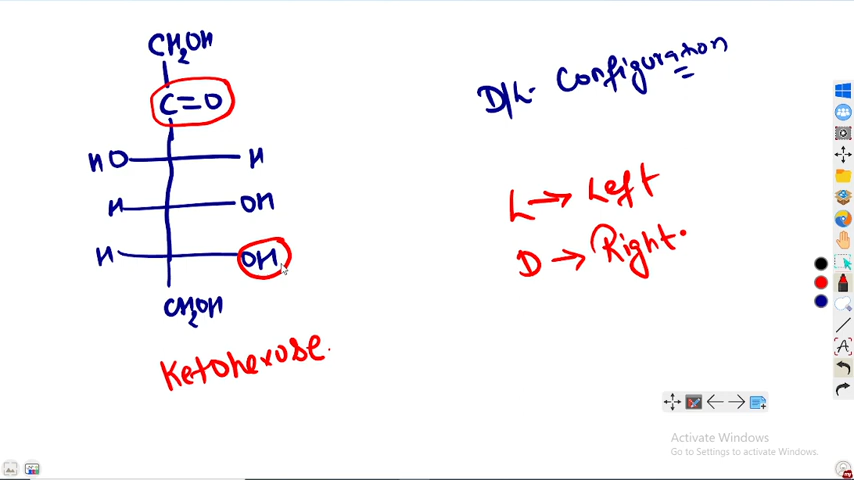 CH2OH
C=O
HO H
H OH
H OH
CH2OH
Ketohexose.
D/L- Configuration
L → Left
D → Right.
Activate Windows
Go to Settings to activate Windows.